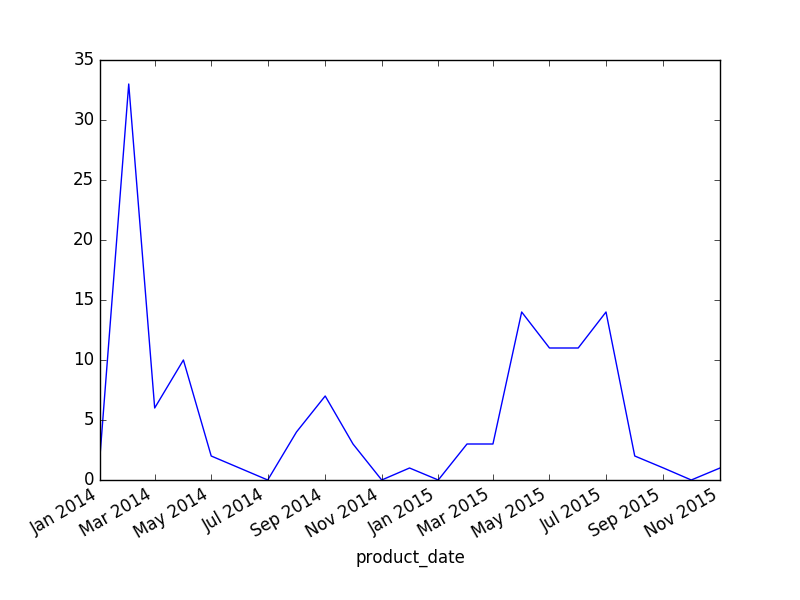 35
30
25
20
15
10
5
0
Jan 2014
Mar 2014
May 2014
Jul 2014
Sep 2014
Nov 2014
Jan 2015
Mar 2015
May 2015
Jul 2015
Sep 2015
Nov 2015
product_date